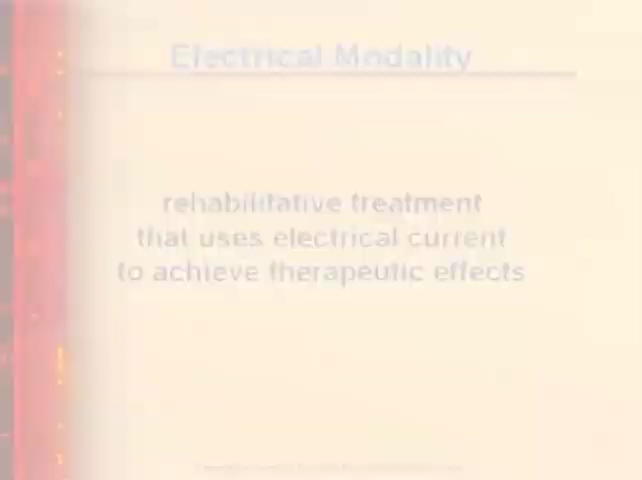 Electrical Modality
rehabilitative treatment
that uses electrical current
to achieve therapeutic effects